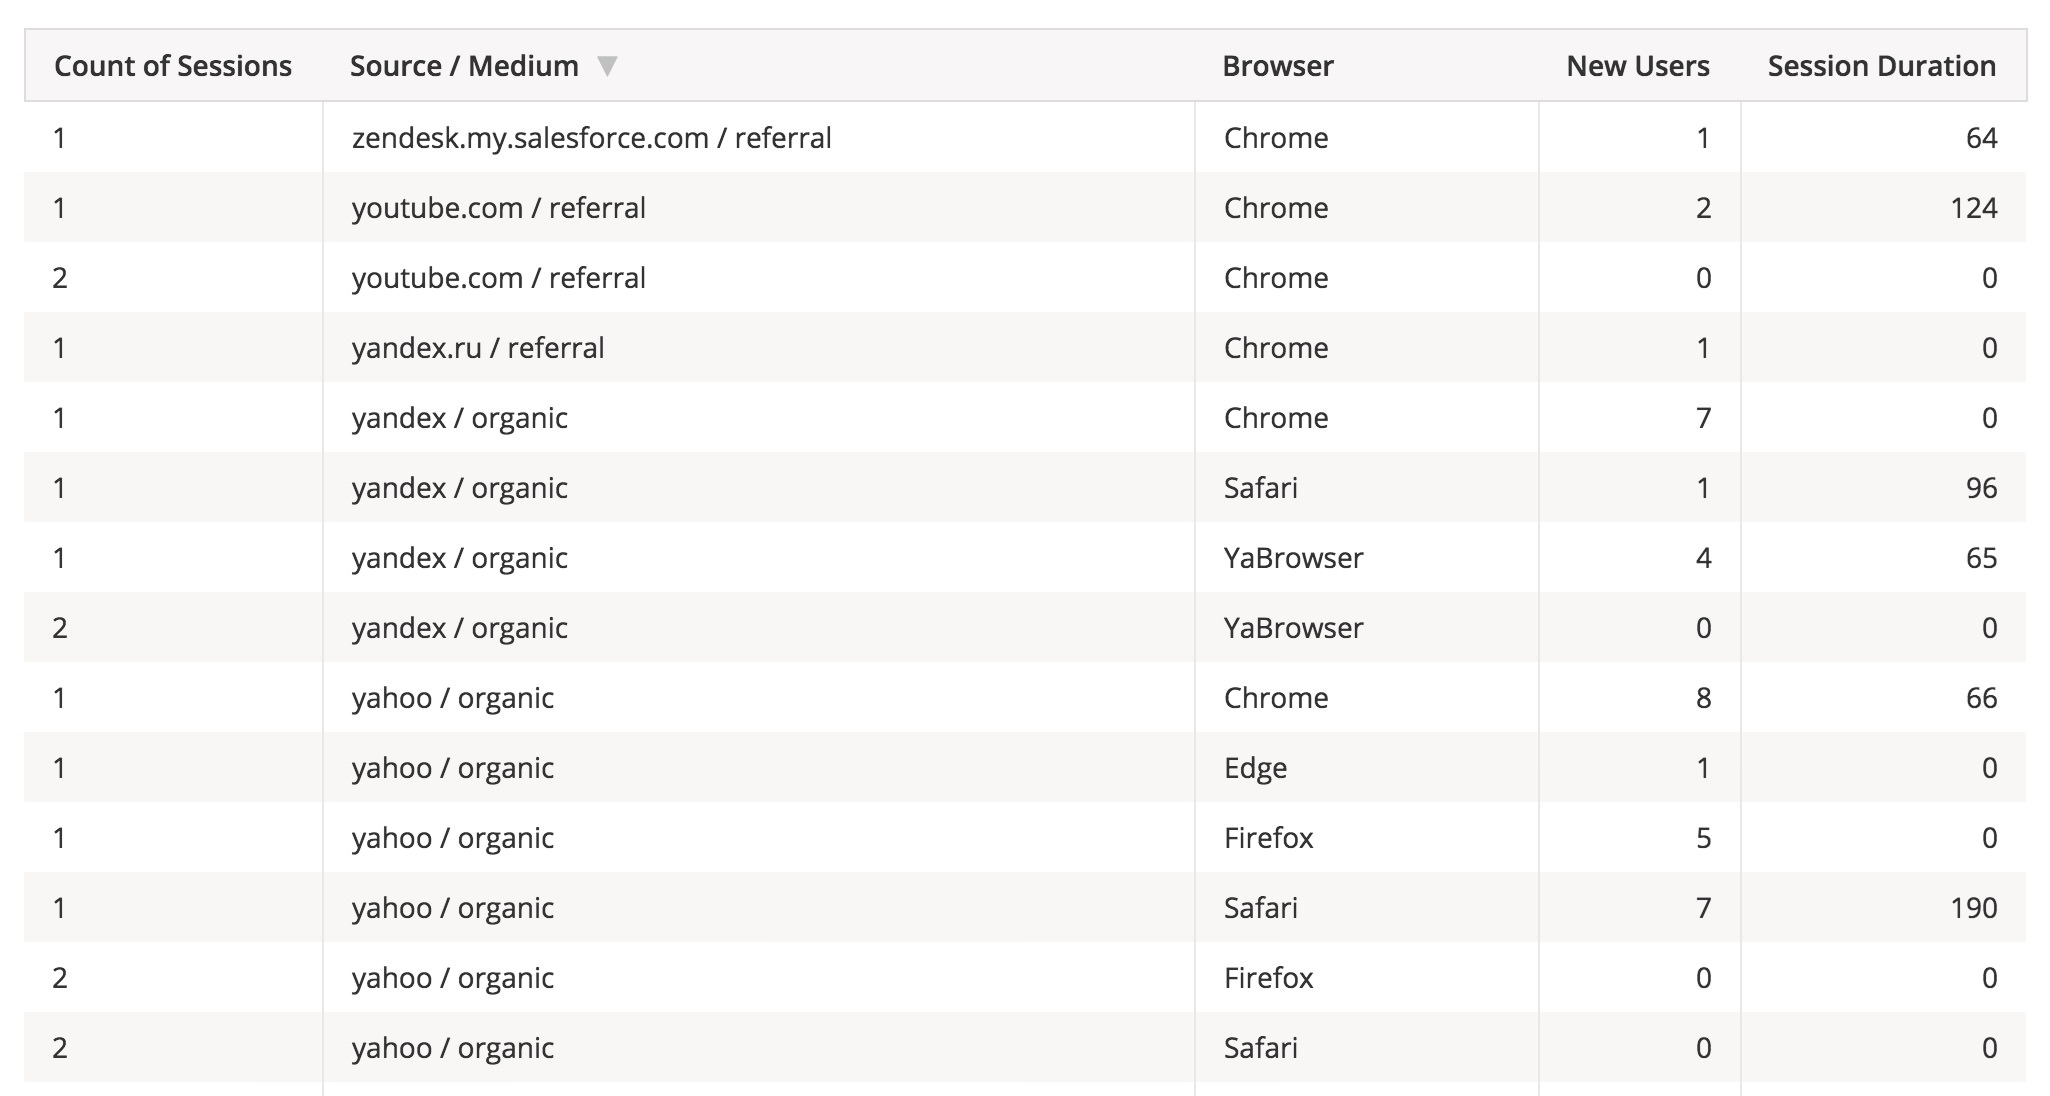 Count of Sessions Source / Medium ▼ Browser New Users Session Duration
1 zendesk.my.salesforce.com / referral Chrome 1 64
1 youtube.com / referral Chrome 2 124
2 youtube.com / referral Chrome 0 0
1 yandex.ru / referral Chrome 1 0
1 yandex / organic Chrome 7 0
1 yandex / organic Safari 1 96
1 yandex / organic YaBrowser 4 65
2 yandex / organic YaBrowser 0 0
1 yahoo / organic Chrome 8 66
1 yahoo / organic Edge 1 0
1 yahoo / organic Firefox 5 0
1 yahoo / organic Safari 7 190
2 yahoo / organic Firefox 0 0
2 yahoo / organic Safari 0 0